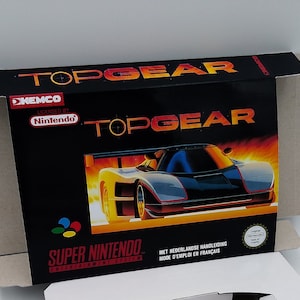 TOPGEAR
KEMCO
Nintendo
TOPGEAR
SUPER NINTENDO
ENTERTAINMENT SYSTEM
MET NEDERLANDSE HANDLEIDING
MODE D'EMPLOI EN FRANÇAIS